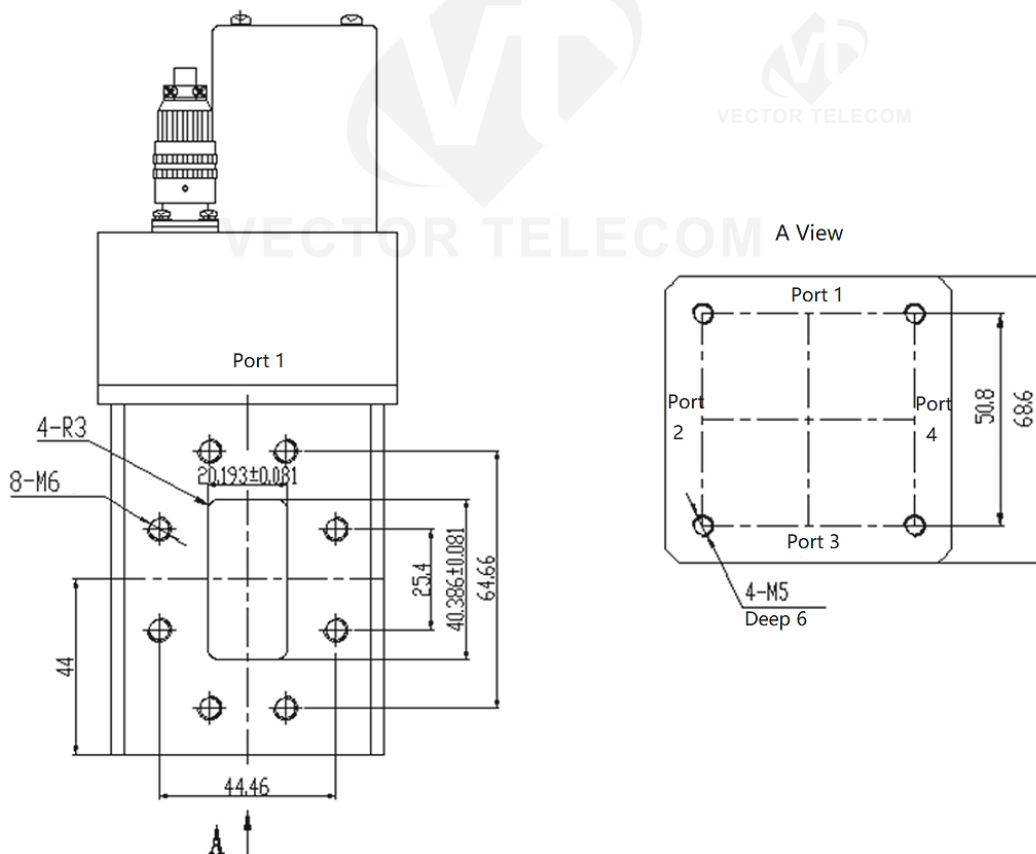 VT
VECTOR TELECOM
VT
VECTOR TELECOM
A View
Port 1
Port 1
Port
2
Port
4
50.8
68.6
Port 3
4-M5
Deep 6
4-R3
20.193±0.081
8-M6
25.4
40.386±0.081
64.66
44
44.46
A